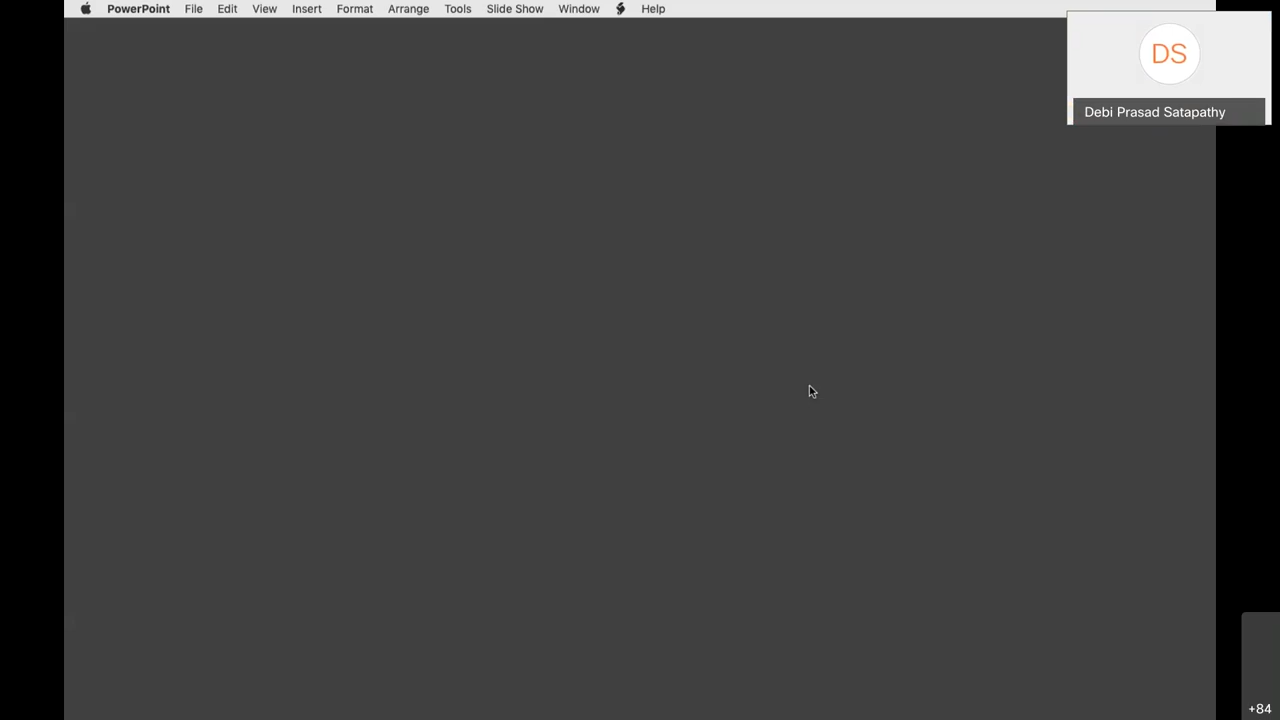 PowerPoint File Edit View Insert Format Arrange Tools Slide Show Window Help
DS
Debi Prasad Satapathy
+84